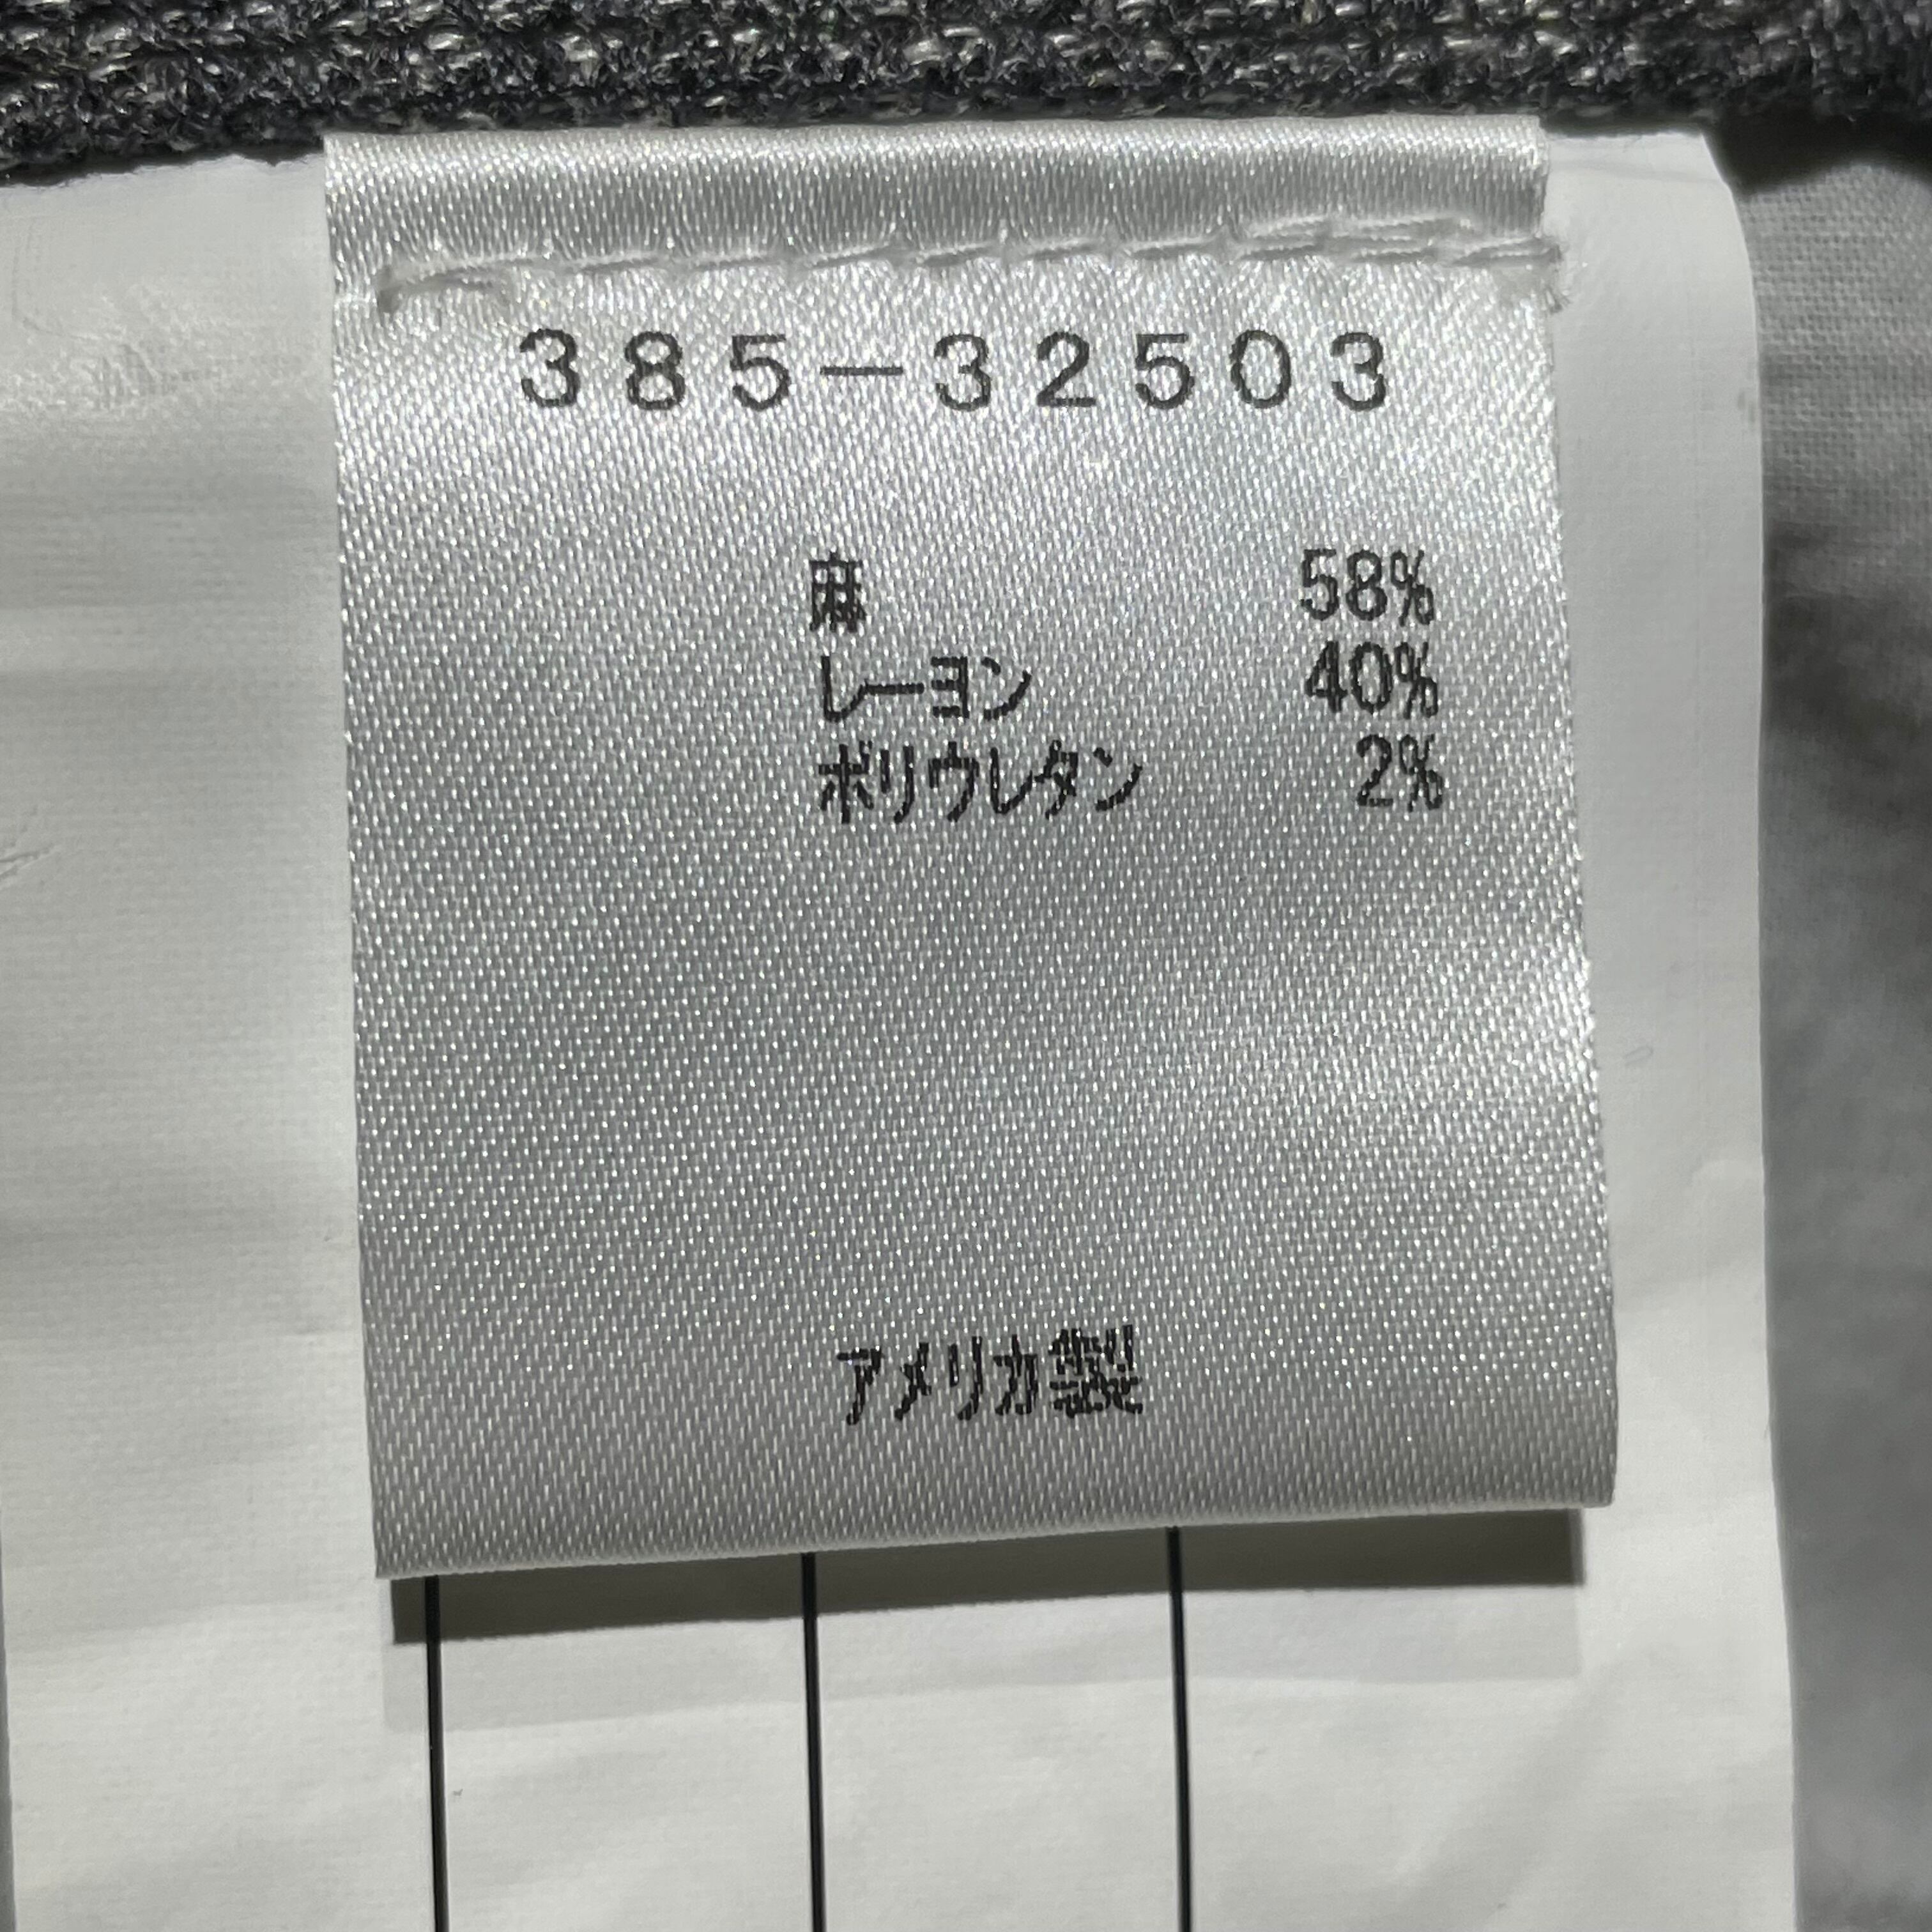 385-32503
麻 58%
レーヨン 40%
ポリウレタン 2%
アメリカ製